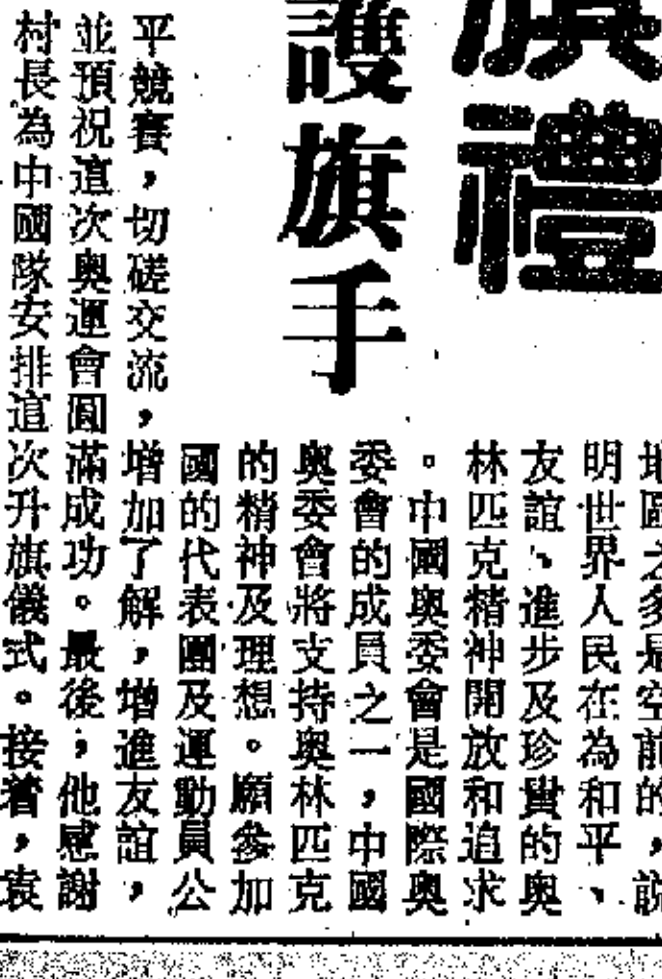 旗禮
護旗手
地區之多是空前的，說
明世界人民在為和平、
友誼、進步及珍貴的奧
林匹克精神開放和追求
。中國奧委會是國際奧
委會的成員之一，中國
奧委會將支持奧林匹克
的精神及理想。願參加
國的代表團及運動員公
平競賽，切磋交流，增加了解，增進友誼，
並預祝這次奧運會圓滿成功。最後，他感謝
村長為中國隊安排這次升旗儀式。接着，袁